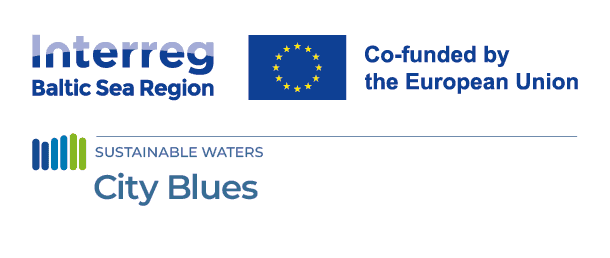 Interreg
Baltic Sea Region
Co-funded by
the European Union
SUSTAINABLE WATERS
City Blues